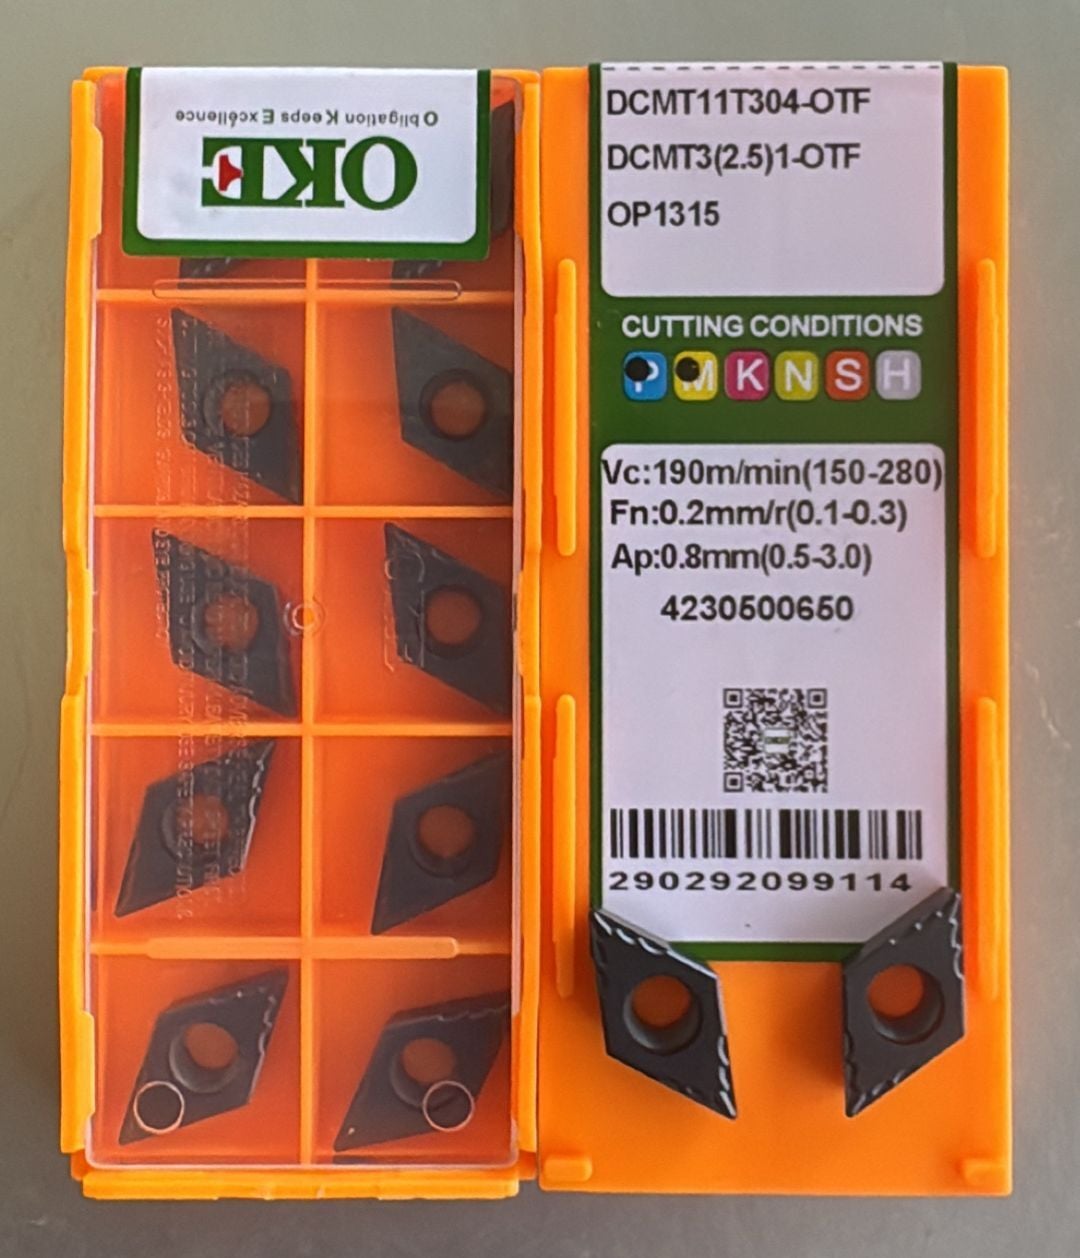 Obligation Keeps Excéllence
OKE
DCMT11T304-OTF
DCMT3(2.5)1-OTF
OP1315
CUTTING CONDITIONS
P M K N S H
Vc:190m/min(150-280)
Fn:0.2mm/r(0.1-0.3)
Ap:0.8mm(0.5-3.0)
4230500650
290292099114